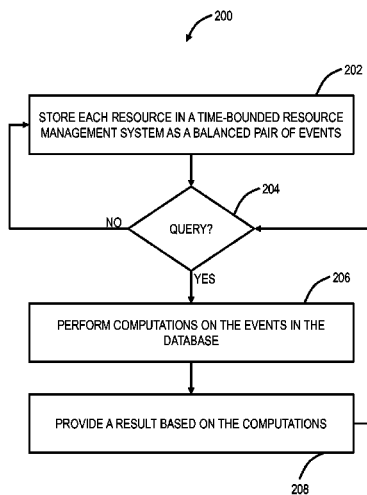 200
202
STORE EACH RESOURCE IN A TIME-BOUNDED RESOURCE
MANAGEMENT SYSTEM AS A BALANCED PAIR OF EVENTS
204
NO
QUERY?
YES
206
PERFORM COMPUTATIONS ON THE EVENTS IN THE
DATABASE
PROVIDE A RESULT BASED ON THE COMPUTATIONS
208